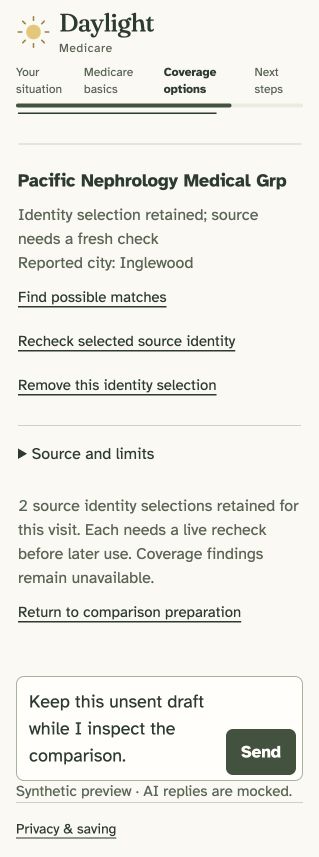 Daylight
Medicare
Your situation
Medicare basics
Coverage options
Next steps
Pacific Nephrology Medical Grp
Identity selection retained; source
needs a fresh check
Reported city: Inglewood
Find possible matches
Recheck selected source identity
Remove this identity selection
Source and limits
2 source identity selections retained for
this visit. Each needs a live recheck
before later use. Coverage findings
remain unavailable.
Return to comparison preparation
Keep this unsent draft
while I inspect the
comparison.
Send
Synthetic preview · AI replies are mocked.
Privacy & saving